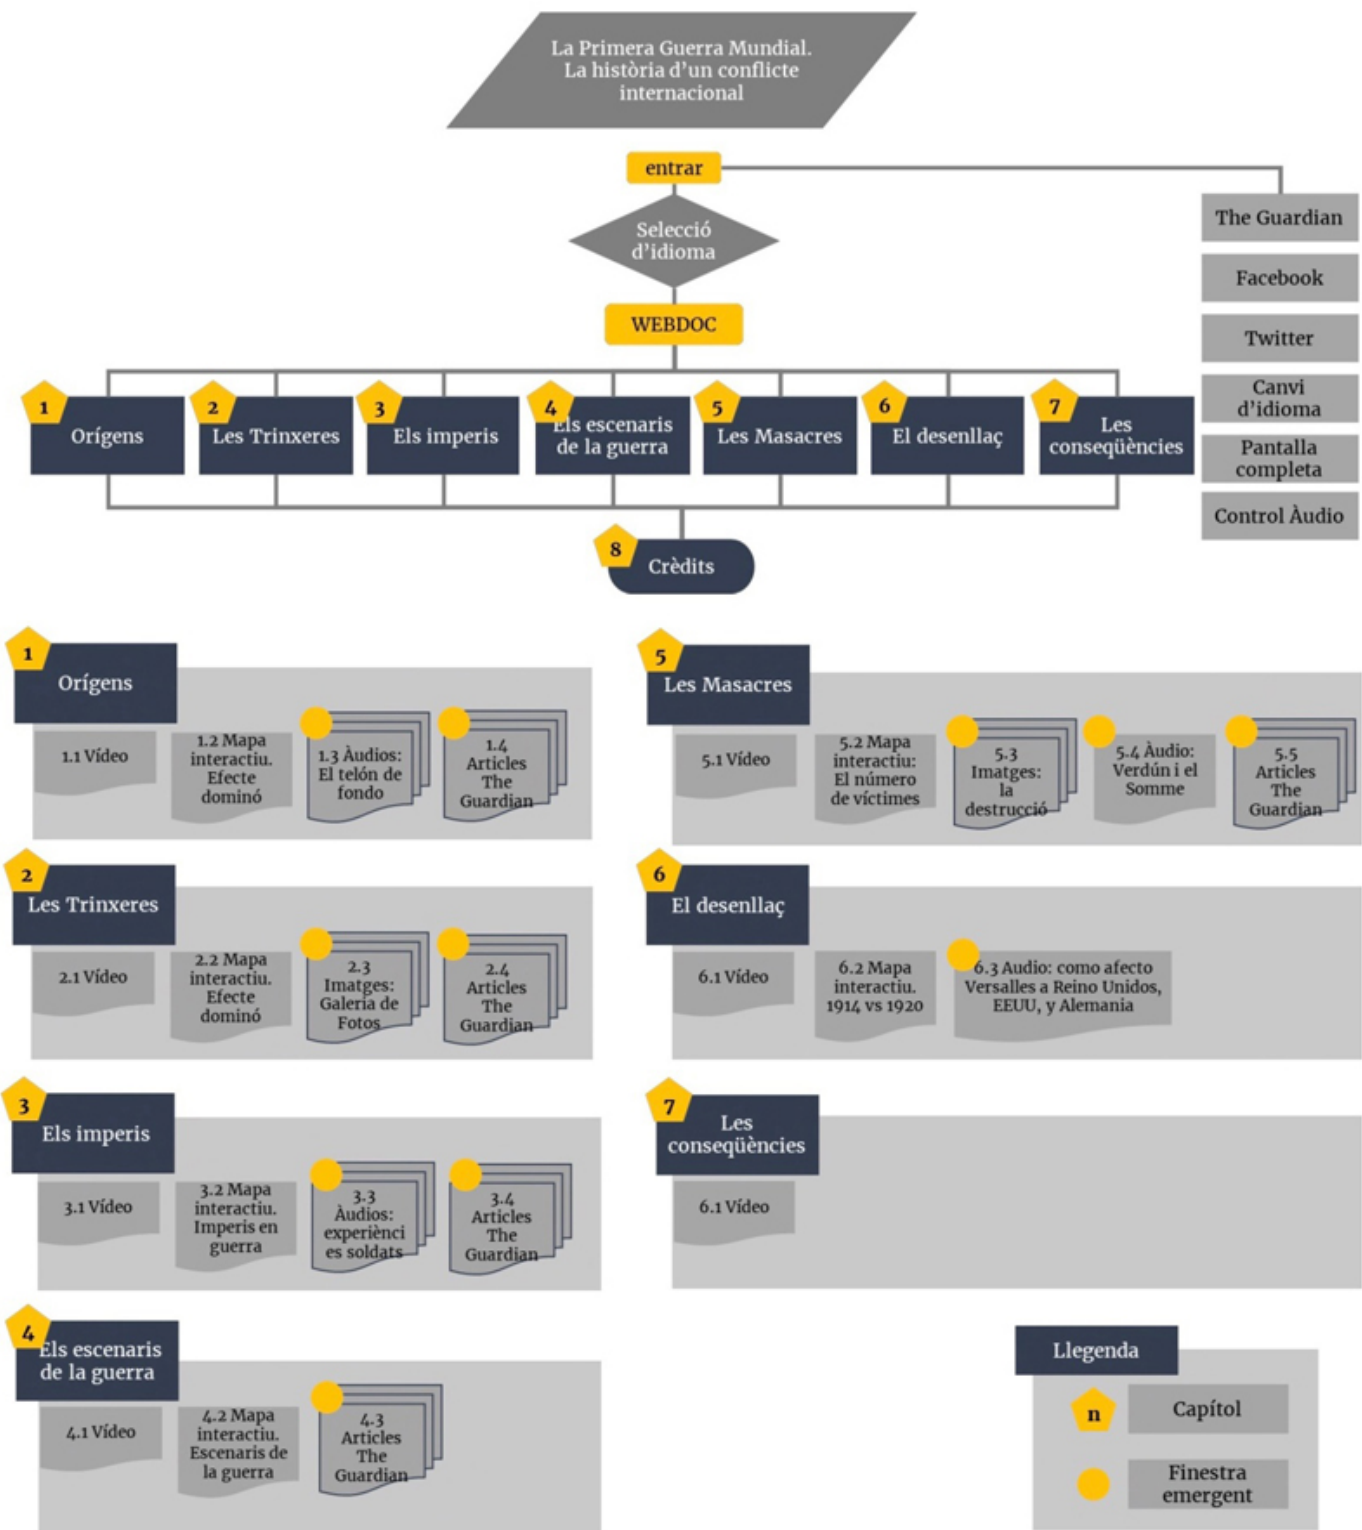 La Primera Guerra Mundial.
La història d'un conflicte
internacional
entrar
Selecció
d'idioma
WEBDOC
The Guardian
Facebook
Twitter
Canvi
d'idioma
Pantalla
completa
Control Àudio
1
Orígens
2
Les Trinxeres
3
Els imperis
4
Els escenaris
de la guerra
5
Les Masacres
6
El desenllaç
7
Les
conseqüències
8
Crèdits
1
Orígens
1.1 Vídeo
1.2 Mapa
interactiu.
Efecte
dominó
1.3 Àudios:
El telón de
fondo
1.4
Articles
The
Guardian
2
Les Trinxeres
2.1 Vídeo
2.2 Mapa
interactiu.
Efecte
dominó
2.3
Imatges:
Galería de
Fotos
2.4
Articles
The
Guardian
3
Els imperis
3.1 Vídeo
3.2 Mapa
interactiu.
Imperis en
guerra
3.3
Àudios:
experiènci
es soldats
3.4
Articles
The
Guardian
4
Els escenaris
de la guerra
4.1 Vídeo
4.2 Mapa
interactiu.
Escenaris de
la guerra
4.3
Articles
The
Guardian
5
Les Masacres
5.1 Vídeo
5.2 Mapa
interactiu:
El número
de víctimes
5.3
Imatges:
la
destrucció
5.4 Àudio:
Verdún i el
Somme
5.5
Articles
The
Guardian
6
El desenllaç
6.1 Vídeo
6.2 Mapa
interactiu.
1914 vs 1920
6.3 Audio: como afecto
Versalles a Reino Unidos,
EEUU, y Alemania
7
Les
conseqüències
6.1 Vídeo
Llegenda
n
Capítol
Finestra
emergent